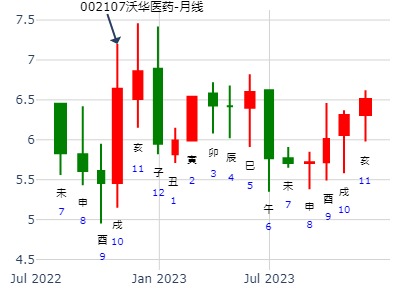 002107沃华医药-月线
7.5
7
6.5
6
5.5
5
4.5
未
7
申
8
酉
9
戌
10
亥
11
子
12
丑
1
寅
2
卯
3
辰
4
巳
5
午
6
未
7
申
8
酉
9
戌
10
亥
11
Jul 2022
Jan 2023
Jul 2023